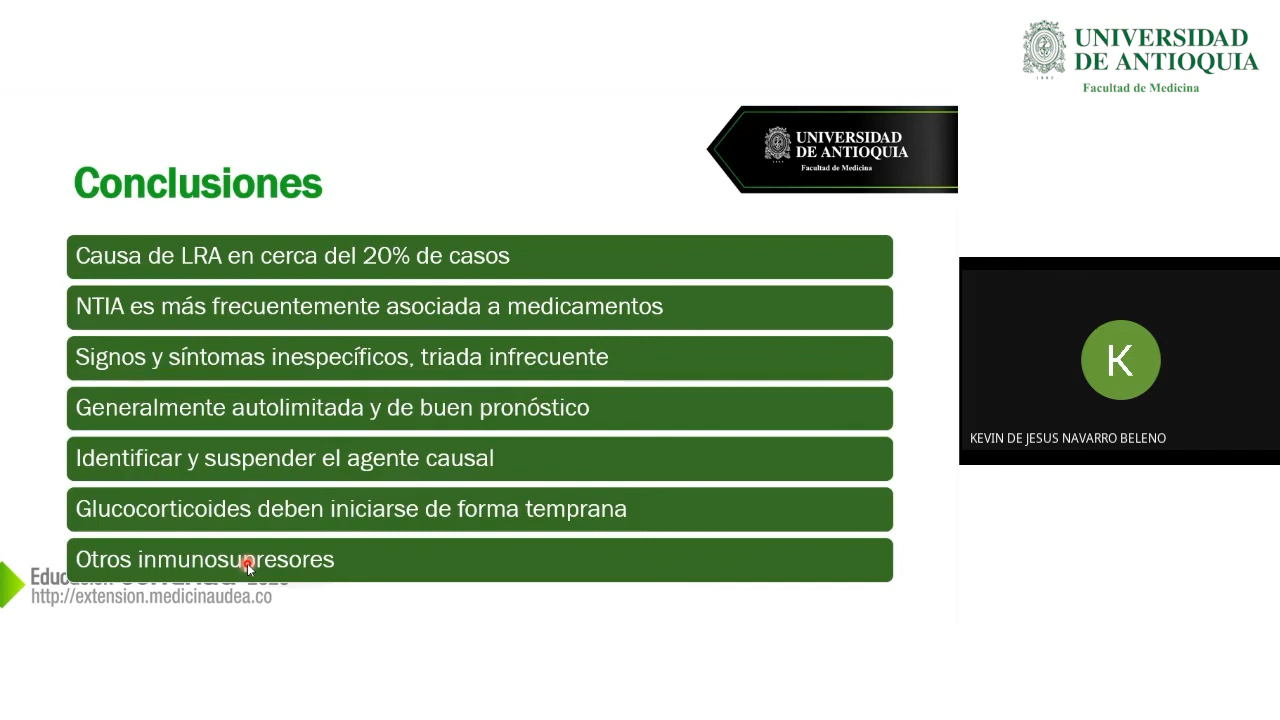 UNIVERSIDAD
DE ANTIOQUIA
1803
Facultad de Medicina
UNIVERSIDAD
DE ANTIOQUIA
Facultad de Medicina
Conclusiones
Causa de LRA en cerca del 20% de casos
NTIA es más frecuentemente asociada a medicamentos
Signos y síntomas inespecíficos, triada infrecuente
Generalmente autolimitada y de buen pronóstico
Identificar y suspender el agente causal
Glucocorticoides deben iniciarse de forma temprana
Otros inmunosupresores
http://extension.medicinaudea.co
K
KEVIN DE JESUS NAVARRO BELENO